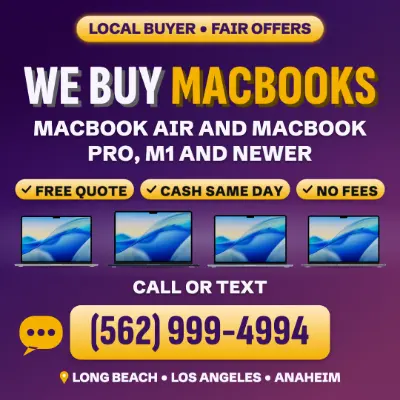 LOCAL BUYER • FAIR OFFERS
WE BUY MACBOOKS
MACBOOK AIR AND MACBOOK
PRO, M1 AND NEWER
✓ FREE QUOTE ✓ CASH SAME DAY ✓ NO FEES
CALL OR TEXT
(562) 999-4994
LONG BEACH • LOS ANGELES • ANAHEIM